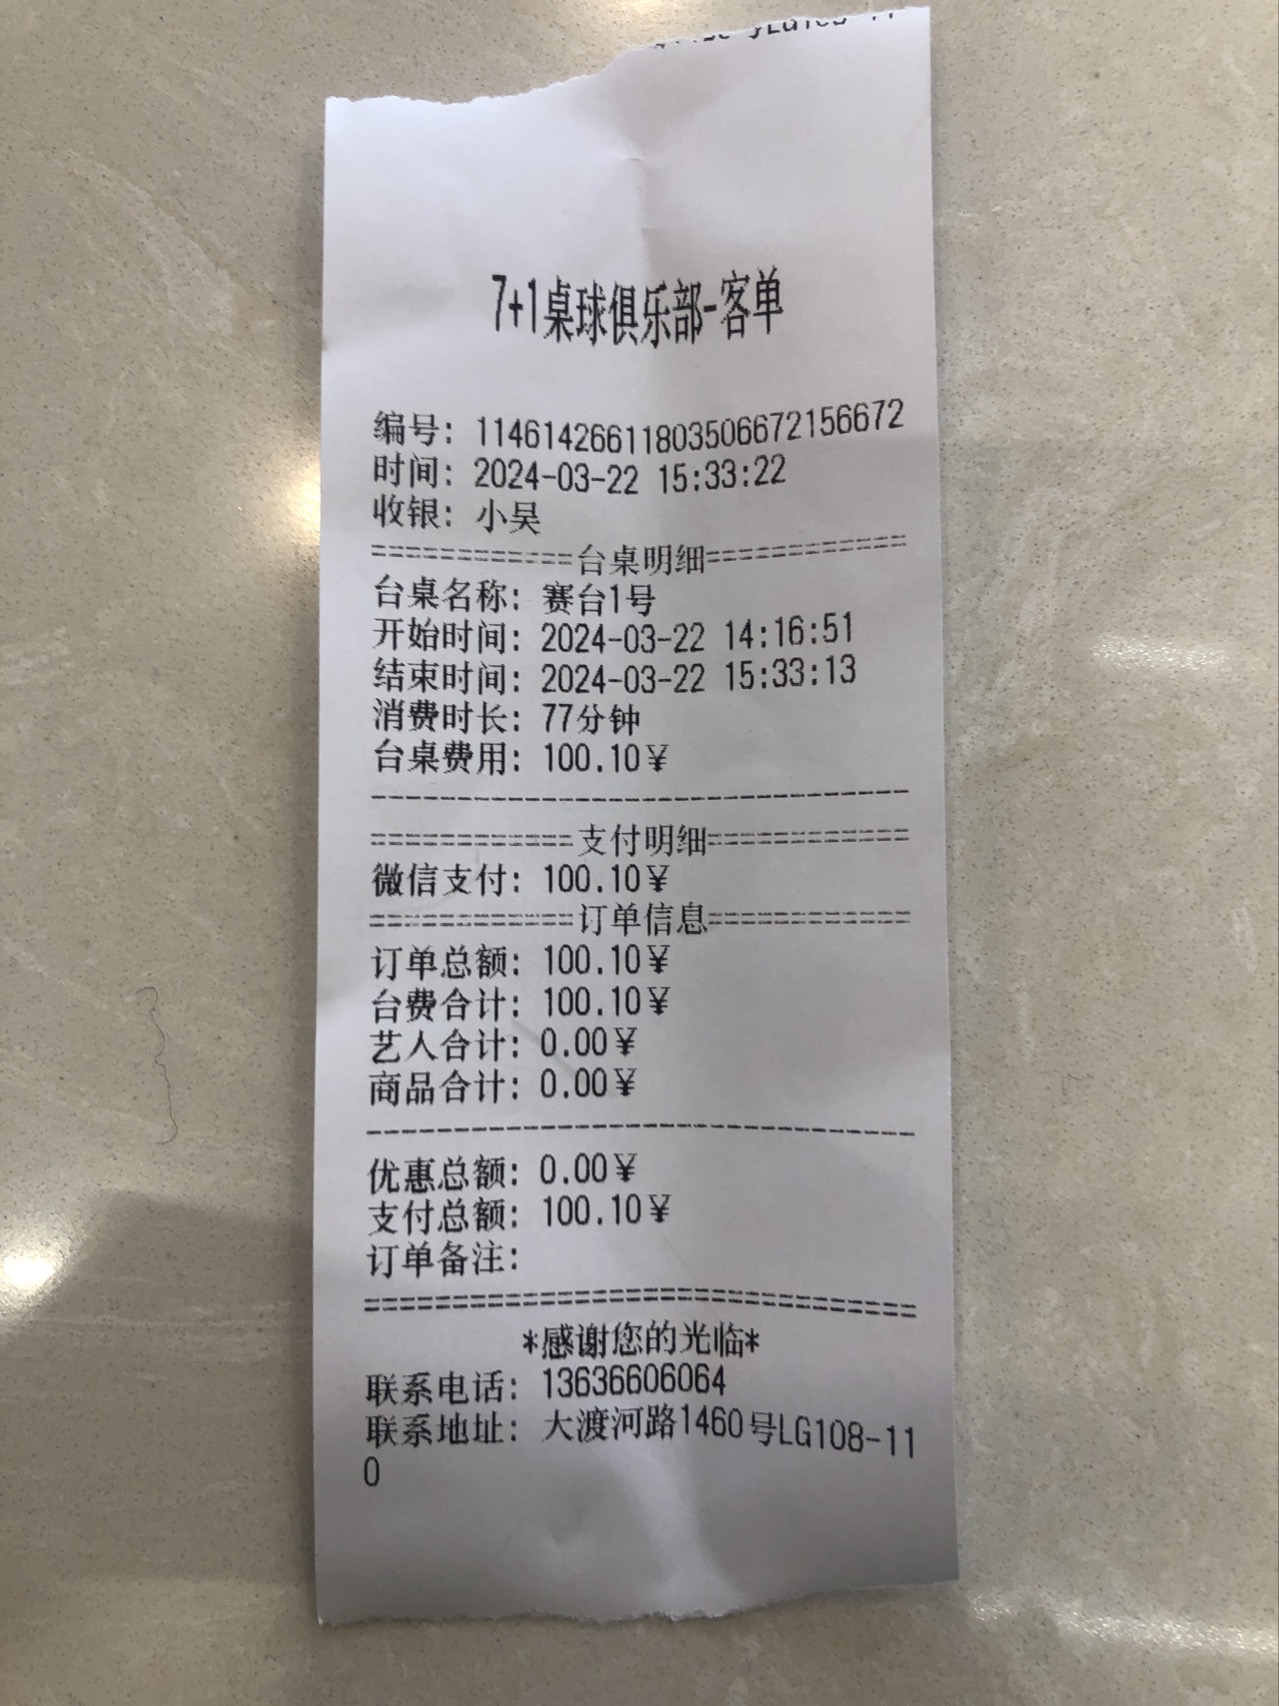 7+1桌球俱乐部-客单
编号: 1146142661180350667215​6672
时间: 2024-03-22 15:33:22
收银: 小吴
============台桌明细============
台桌名称: 赛台1号
开始时间: 2024-03-22 14:16:51
结束时间: 2024-03-22 15:33:13
消费时长: 77分钟
台桌费用: 100.10¥
--------------------------------
============支付明细============
微信支付: 100.10¥
============订单信息============
订单总额: 100.10¥
台费合计: 100.10¥
艺人合计: 0.00¥
商品合计: 0.00¥
--------------------------------
优惠总额: 0.00¥
支付总额: 100.10¥
订单备注:
================================
*感谢您的光临*
联系电话: 13636606064
联系地址: 大渡河路1460号LG108-11
0